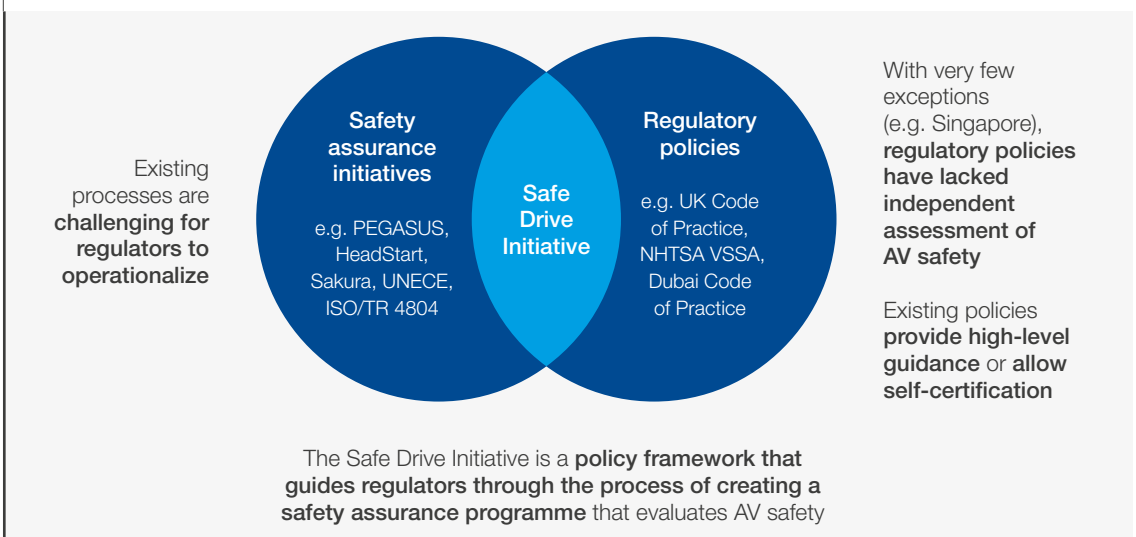 Existing
processes are
challenging for
regulators to
operationalize
Safety
assurance
initiatives
e.g. PEGASUS,
HeadStart,
Sakura, UNECE,
ISO/TR 4804
Safe
Drive
Initiative
Regulatory
policies
e.g. UK Code
of Practice,
NHTSA VSSA,
Dubai Code
of Practice
With very few
exceptions
(e.g. Singapore),
regulatory policies
have lacked
independent
assessment of
AV safety
Existing policies
provide high-level
guidance or allow
self-certification
The Safe Drive Initiative is a policy framework that
guides regulators through the process of creating a
safety assurance programme that evaluates AV safety